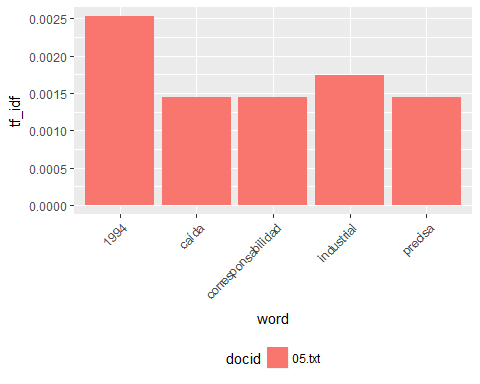 0.0025
0.0020
0.0015
0.0010
0.0005
0.0000
tf_idf
1994
caída
corresponsabilidad
industrial
precisa
word
docid 05.txt